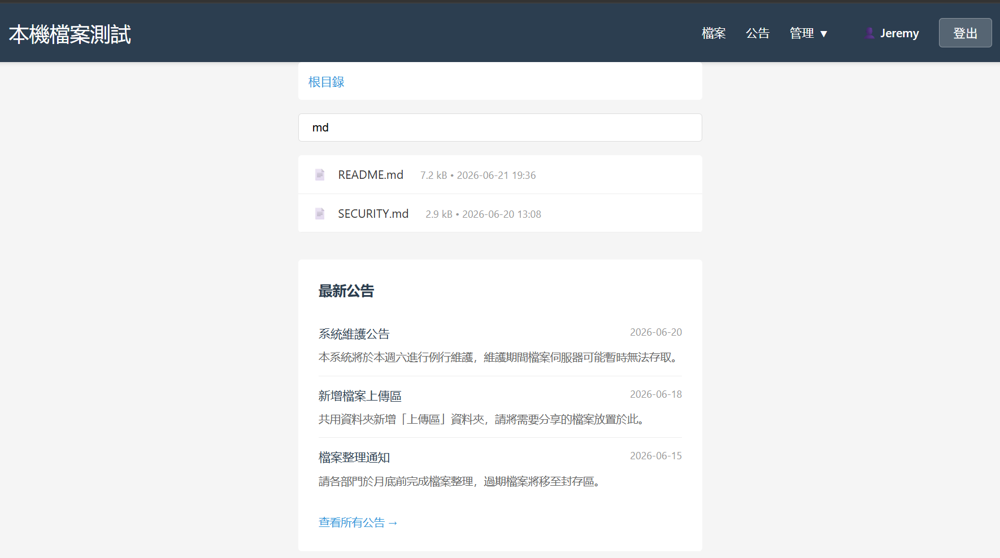 本機檔案測試
檔案 公告 管理 ▼ Jeremy 登出
根目錄
md
README.md 7.2 kB • 2026-06-21 19:36
SECURITY.md 2.9 kB • 2026-06-20 13:08
最新公告
系統維護公告 2026-06-20
本系統將於本週六進行例行維護，維護期間檔案伺服器可能暫時無法存取。
新增檔案上傳區 2026-06-18
共用資料夾新增「上傳區」資料夾，請將需要分享的檔案放置於此。
檔案整理通知 2026-06-15
請各部門於月底前完成檔案整理，過期檔案將移至封存區。
查看所有公告 →